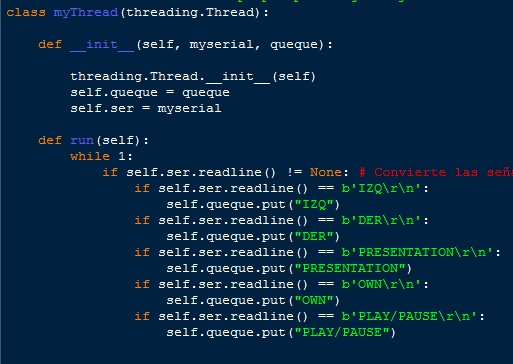 class myThread(threading.Thread):
    def __init__(self, myserial, queque):
        threading.Thread.__init__(self)
        self.queque = queque
        self.ser = myserial
    def run(self):
        while 1:
            if self.ser.readline() != None: # Convierte las seña
                if self.ser.readline() == b'IZQ\r\n':
                    self.queque.put("IZQ")
                if self.ser.readline() == b'DER\r\n':
                    self.queque.put("DER")
                if self.ser.readline() == b'PRESENTATION\r\n':
                    self.queque.put("PRESENTATION")
                if self.ser.readline() == b'OWN\r\n':
                    self.queque.put("OWN")
                if self.ser.readline() == b'PLAY/PAUSE\r\n':
                    self.queque.put("PLAY/PAUSE")